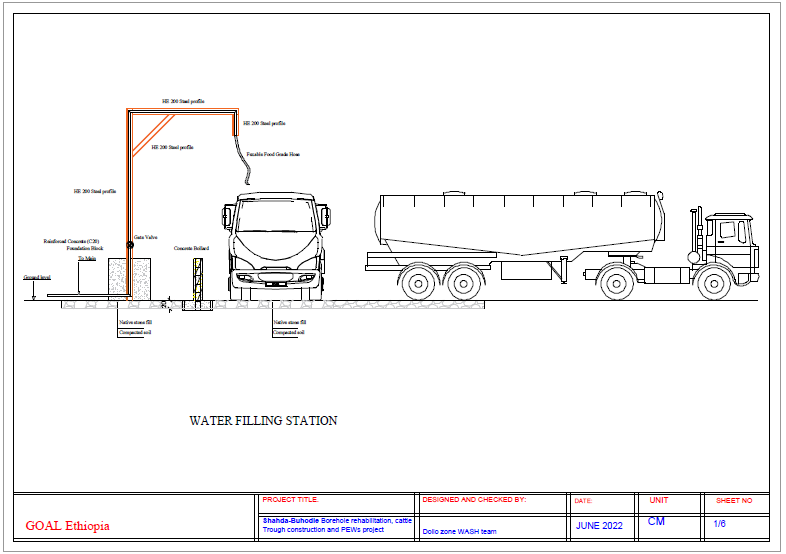 HE 200 Steel profile
HE 200 Steel profile
HE 200 Steel profile
Flexible Food Grade Hose
HE 200 Steel profile
Gate Valve
Reinforced Concrete (C20)
Foundation Block
Concrete Bollard
To Main
Ground level
20
Native stone fill
Compacted soil
Native stone fill
Compacted soil
WATER FILLING STATION
GOAL Ethiopia
PROJECT TITLE.
Shahda-Buhodle Borehole rehabilitation, cattle
Trough construction and PEWs project
DESIGNED AND CHECKED BY:
Dollo zone WASH team
DATE.
JUNE 2022
UNIT
CM
SHEET NO
1/6